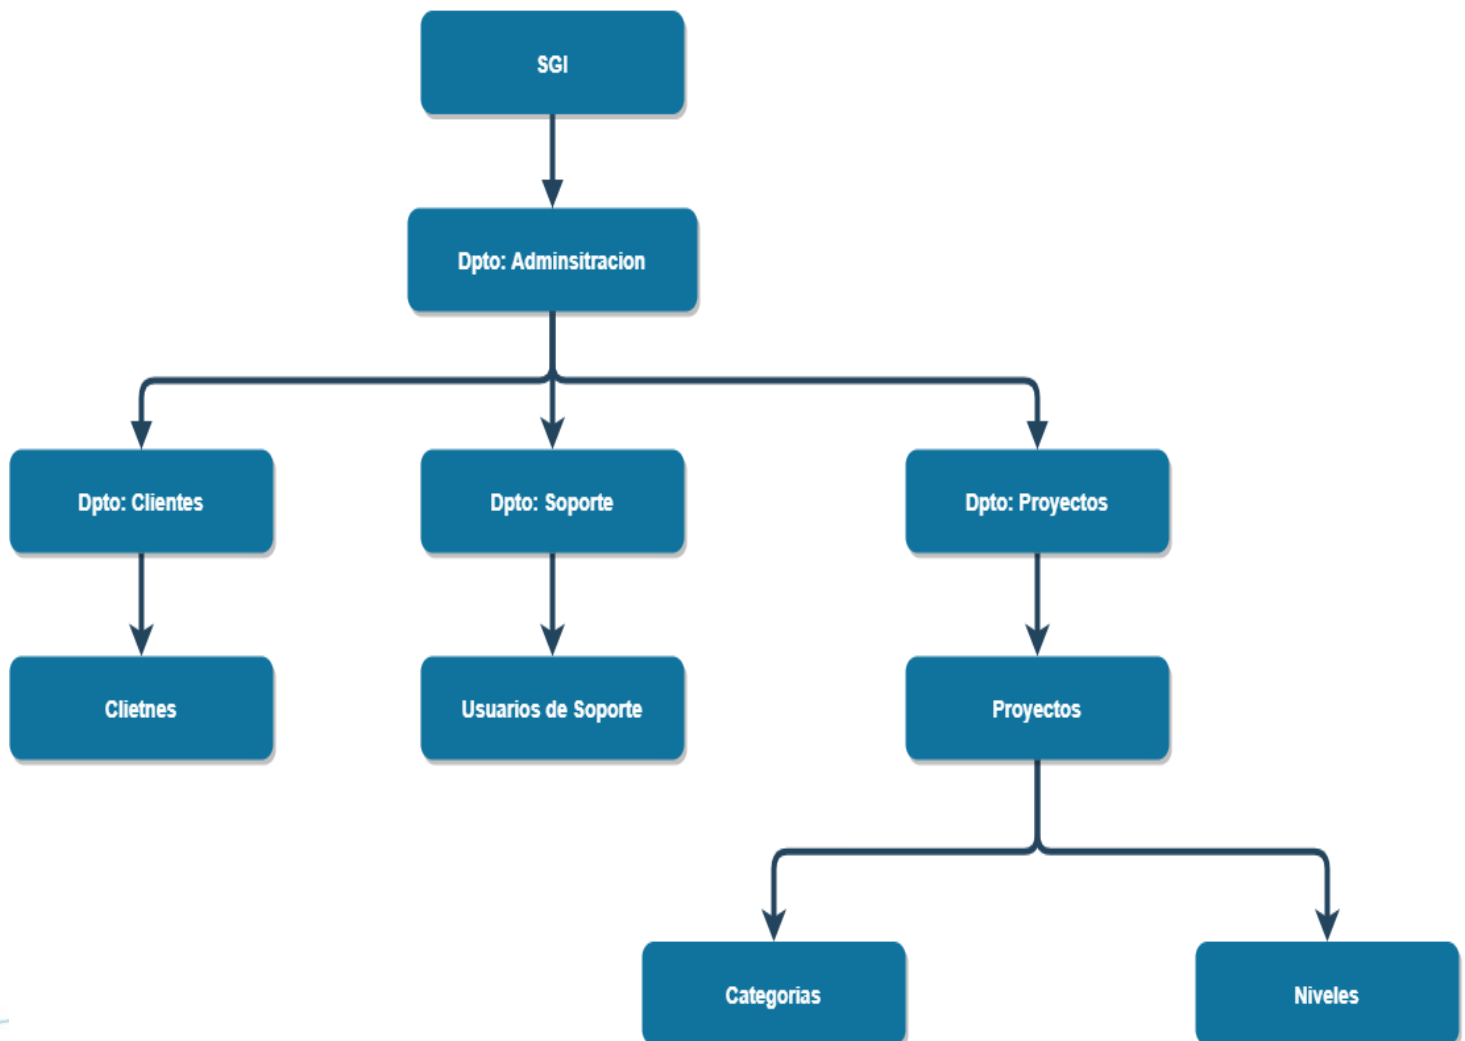 SGI
Dpto: Adminsitracion
Dpto: Clientes
Dpto: Soporte
Dpto: Proyectos
Clietnes
Usuarios de Soporte
Proyectos
Categorias
Niveles